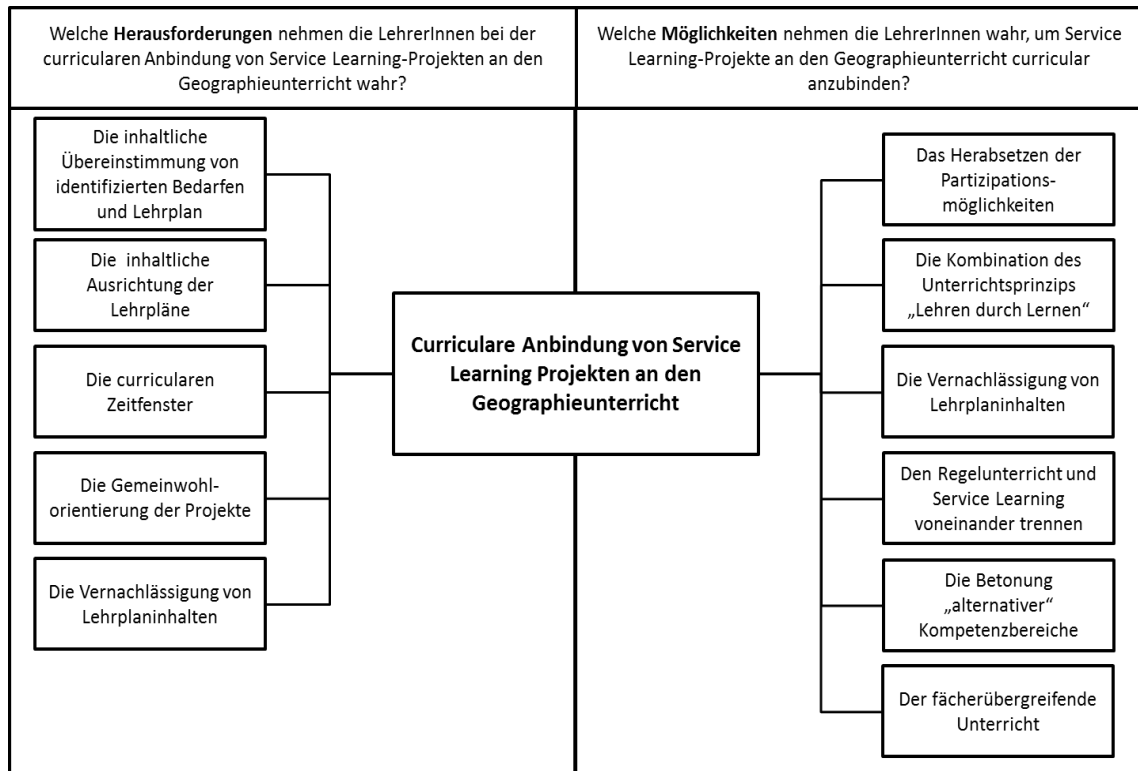 Welche Herausforderungen nehmen die LehrerInnen bei der
curricularen Anbindung von Service Learning-Projekten an den
Geographieunterricht wahr?
Welche Möglichkeiten nehmen die LehrerInnen wahr, um Service
Learning-Projekte an den Geographieunterricht curricular
anzubinden?
Die inhaltliche
Übereinstimmung von
identifizierten Bedarfen
und Lehrplan
Die inhaltliche
Ausrichtung der
Lehrpläne
Die curricularen
Zeitfenster
Die Gemeinwohl-
orientierung der Projekte
Die Vernachlässigung von
Lehrplaninhalten
Curriculare Anbindung von Service
Learning Projekten an den
Geographieunterricht
Das Herabsetzen der
Partizipations-
möglichkeiten
Die Kombination des
Unterrichtsprinzips
„Lehren durch Lernen“
Die Vernachlässigung von
Lehrplaninhalten
Den Regelunterricht und
Service Learning
voneinander trennen
Die Betonung
„alternativer“
Kompetenzbereiche
Der fächerübergreifende
Unterricht